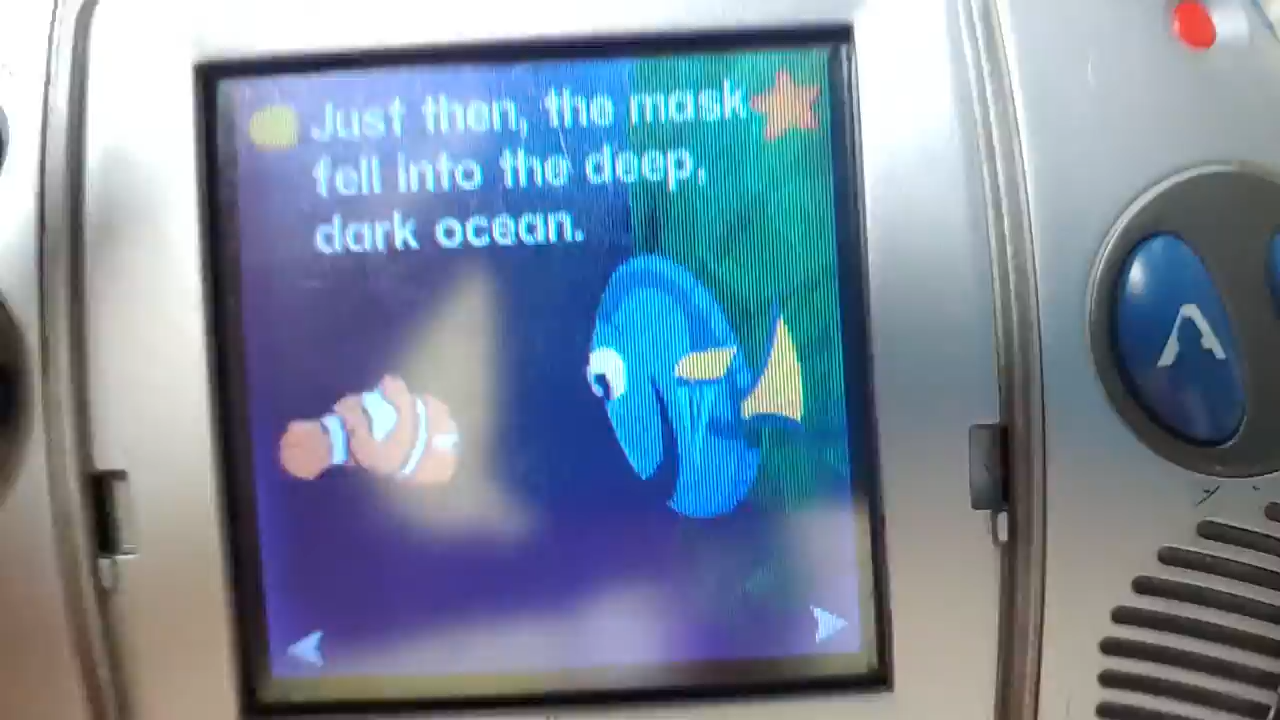 Just then, the mask
fell into the deep,
dark ocean.